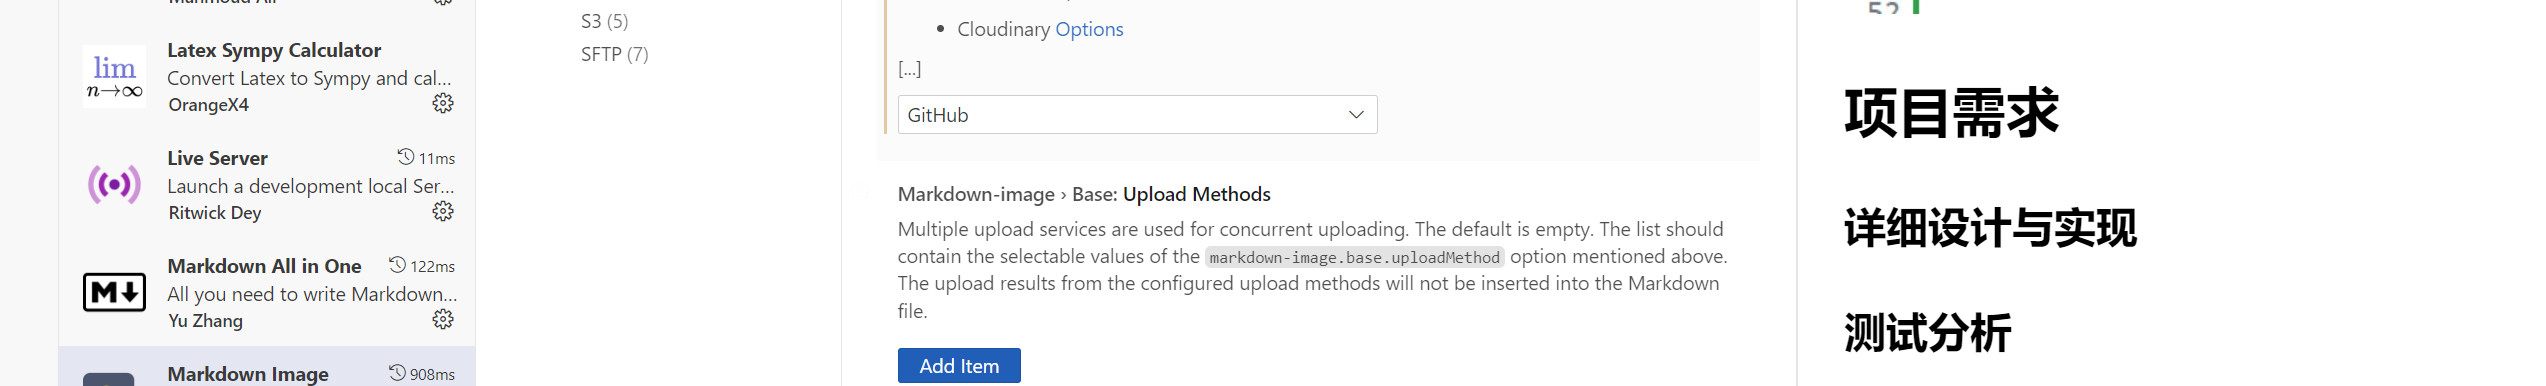 Latex Sympy Calculator
Convert Latex to Sympy and cal...
OrangeX4
Live Server 11ms
Launch a development local Ser...
Ritwick Dey
Markdown All in One 122ms
All you need to write Markdown...
Yu Zhang
Markdown Image 908ms
S3 (5)
SFTP (7)
• Cloudinary Options
[...]
GitHub
Markdown-image › Base: Upload Methods
Multiple upload services are used for concurrent uploading. The default is empty. The list should
contain the selectable values of the markdown-image.base.uploadMethod option mentioned above.
The upload results from the configured upload methods will not be inserted into the Markdown
file.
Add Item
项目需求
详细设计与实现
测试分析